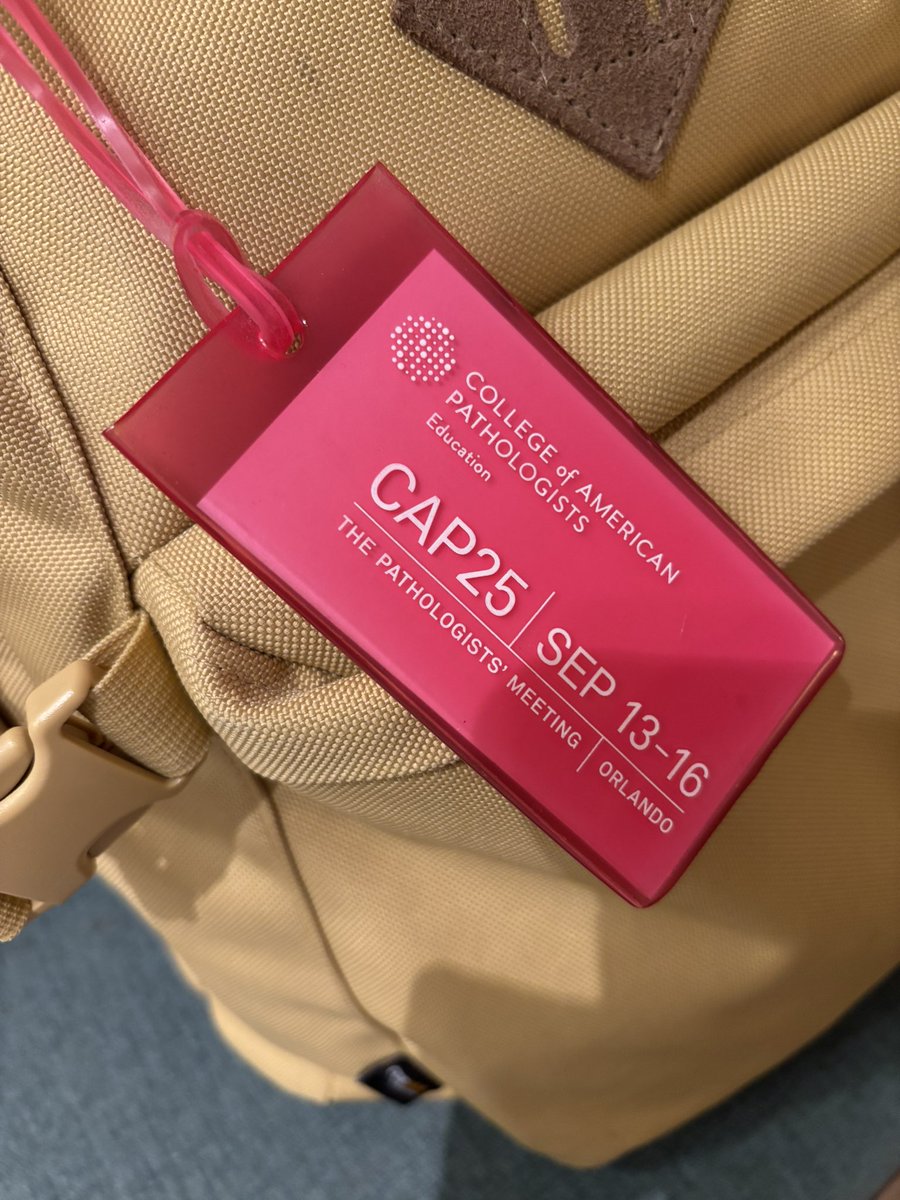 COLLEGE of AMERICAN
PATHOLOGISTS
Education
CAP25 | SEP 13-16
THE PATHOLOGISTS' MEETING | ORLANDO